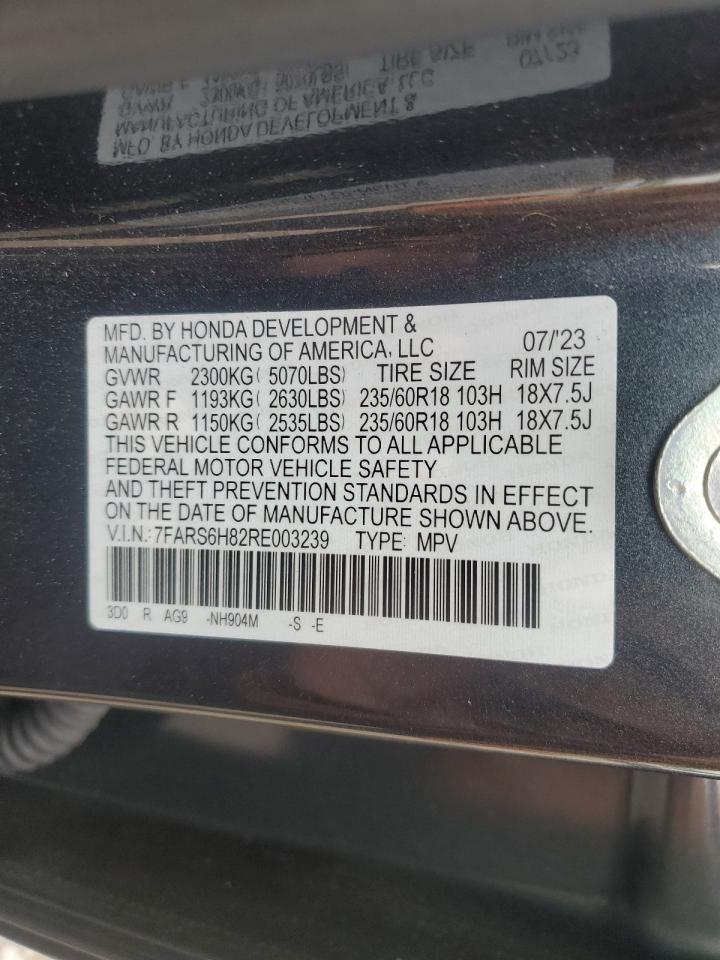 MFD. BY HONDA DEVELOPMENT &
MANUFACTURING OF AMERICA, LLC 07/'23
GVWR 2300KG( 5070LBS) TIRE SIZE RIM SIZE
GAWR F 1193KG( 2630LBS) 235/60R18 103H 18X7.5J
GAWR R 1150KG( 2535LBS) 235/60R18 103H 18X7.5J
THIS VEHICLE CONFORMS TO ALL APPLICABLE
FEDERAL MOTOR VEHICLE SAFETY
AND THEFT PREVENTION STANDARDS IN EFFECT
ON THE DATE OF MANUFACTURE SHOWN ABOVE.
V.I.N.:7FARS6H82RE003239 TYPE: MPV
3D0 R AG9 -NH904M -S -E